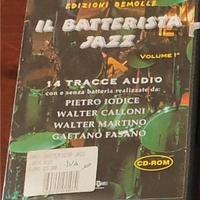 EDIZIONI BEMOLLE
IL BATTERISTA
JAZZ
VOLUME 1°
14 TRACCE AUDIO
con e senza batteria realizzate da:
PIETRO IODICE
WALTER CALLONI
WALTER MARTINO
GAETANO FASANO
CD-ROM